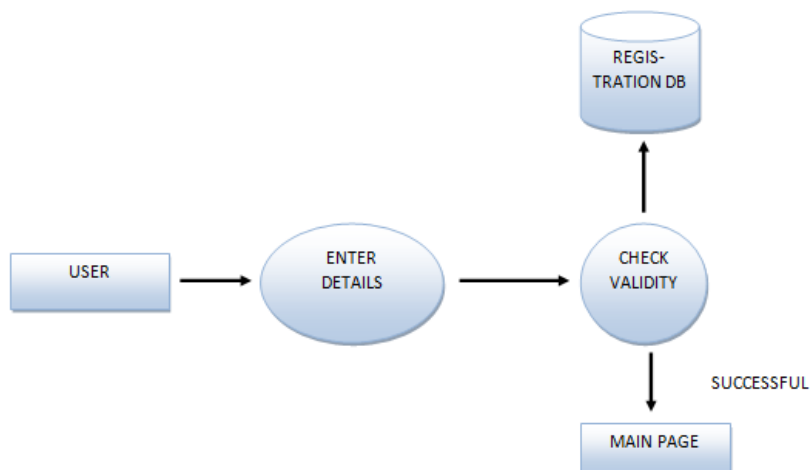 REGIS-
TRATION DB
USER
ENTER
DETAILS
CHECK
VALIDITY
SUCCESSFUL
MAIN PAGE